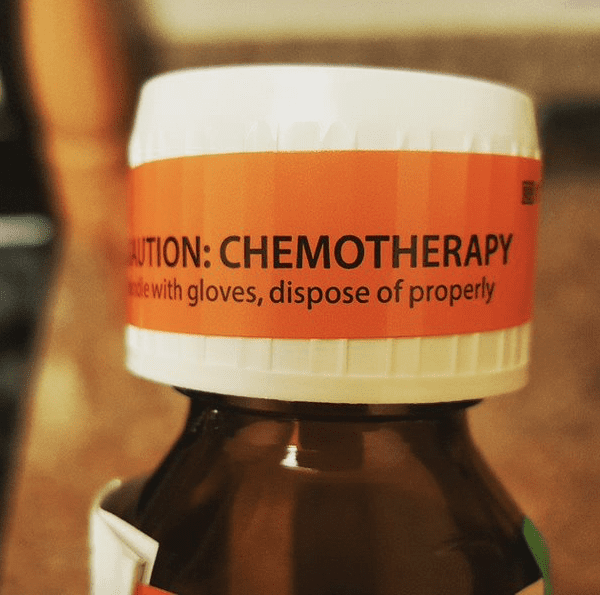 AUTION: CHEMOTHERAPY
with gloves, dispose of properly